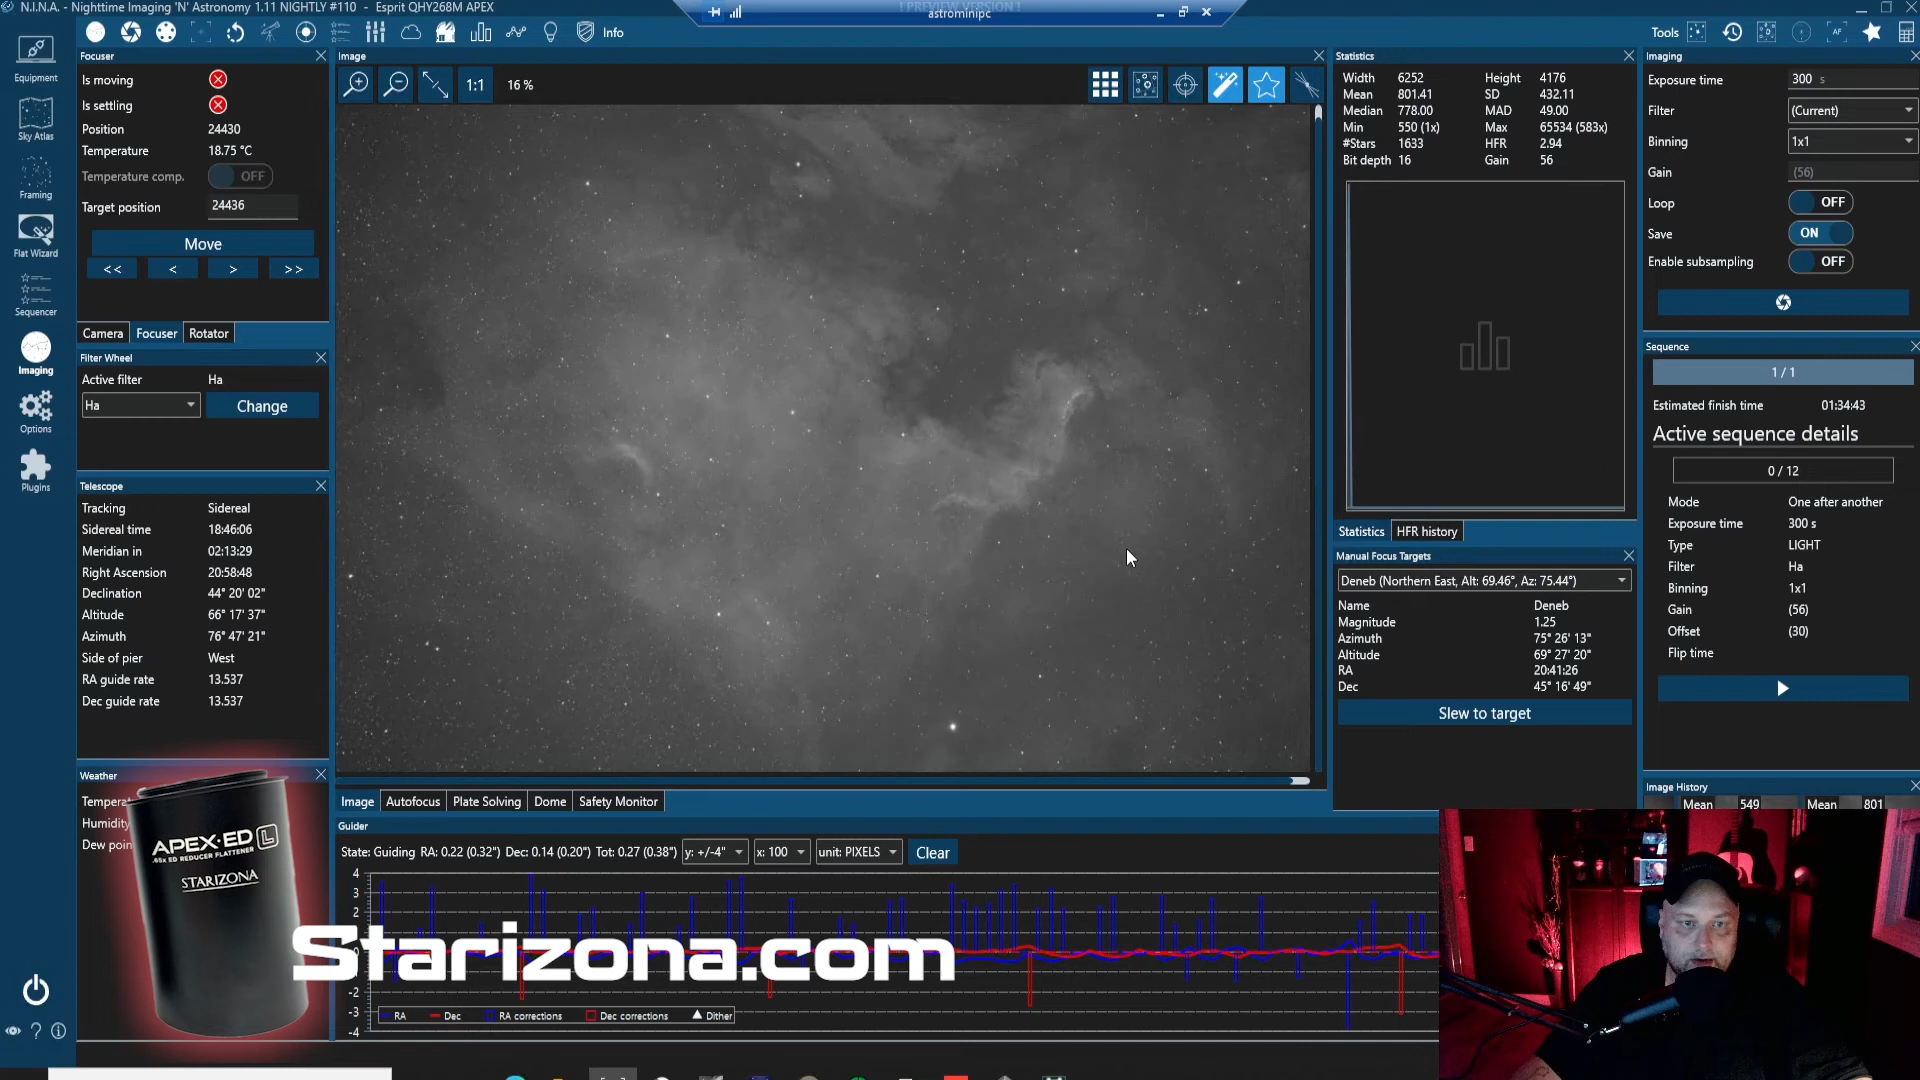 N.I.N.A. - Nighttime Imaging 'N' Astronomy 1.11 NIGHTLY #110 - Esprit QHY268M APEX
! PREVIEW VERSION !
astrominipc
Info
Tools
Equipment
Sky Atlas
Framing
Flat Wizard
Sequencer
Imaging
Options
Plugins
Focuser
Is moving
Is settling
Position 24430
Temperature 18.75 °C
Temperature comp. OFF
Target position 24436
Move
<< < > >>
Camera Focuser Rotator
Filter Wheel
Active filter Ha
Ha Change
Telescope
Tracking Sidereal
Sidereal time 18:46:06
Meridian in 02:13:29
Right Ascension 20:58:48
Declination 44° 20' 02"
Altitude 66° 17' 37"
Azimuth 76° 47' 21"
Side of pier West
RA guide rate 13.537
Dec guide rate 13.537
Weather
Humidity
APEX·ED L
.65x ED REDUCER FLATTENER
STARIZONA
Image
1:1 16 %
Image Autofocus Plate Solving Dome Safety Monitor
Guider
State: Guiding RA: 0.22 (0.32") Dec: 0.14 (0.20") Tot: 0.27 (0.38") y: +/-4" x: 100 unit: PIXELS Clear
4
3
2
-2
-3
-4
Starizona.com
RA Dec RA corrections Dec corrections Dither
Statistics
Width 6252 Height 4176
Mean 801.41 SD 432.11
Median 778.00 MAD 49.00
Min 550 (1x) Max 65534 (583x)
#Stars 1633 HFR 2.94
Bit depth 16 Gain 56
Statistics HFR history
Manual Focus Targets
Deneb (Northern East, Alt: 69.46°, Az: 75.44°)
Name Deneb
Magnitude 1.25
Azimuth 75° 26' 13"
Altitude 69° 27' 20"
RA 20:41:26
Dec 45° 16' 49"
Slew to target
Imaging
Exposure time 300 s
Filter (Current)
Binning 1x1
Gain (56)
Loop OFF
Save ON
Enable subsampling OFF
Sequence
1 / 1
Estimated finish time 01:34:43
Active sequence details
0 / 12
Mode One after another
Exposure time 300 s
Type LIGHT
Filter Ha
Binning 1x1
Gain (56)
Offset (30)
Flip time
Image History
Mean 549 Mean 801